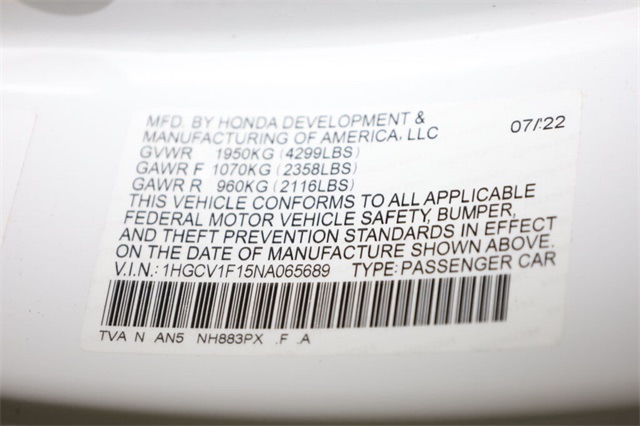 MFD. BY HONDA DEVELOPMENT &
MANUFACTURING OF AMERICA, LLC 07/22
GVWR 1950KG (4299LBS)
GAWR F 1070KG (2358LBS)
GAWR R 960KG (2116LBS)
THIS VEHICLE CONFORMS TO ALL APPLICABLE
FEDERAL MOTOR VEHICLE SAFETY, BUMPER,
AND THEFT PREVENTION STANDARDS IN EFFECT
ON THE DATE OF MANUFACTURE SHOWN ABOVE.
V.I.N.: 1HGCV1F15NA065689 TYPE: PASSENGER CAR
TVA N AN5 NH883PX .F .A